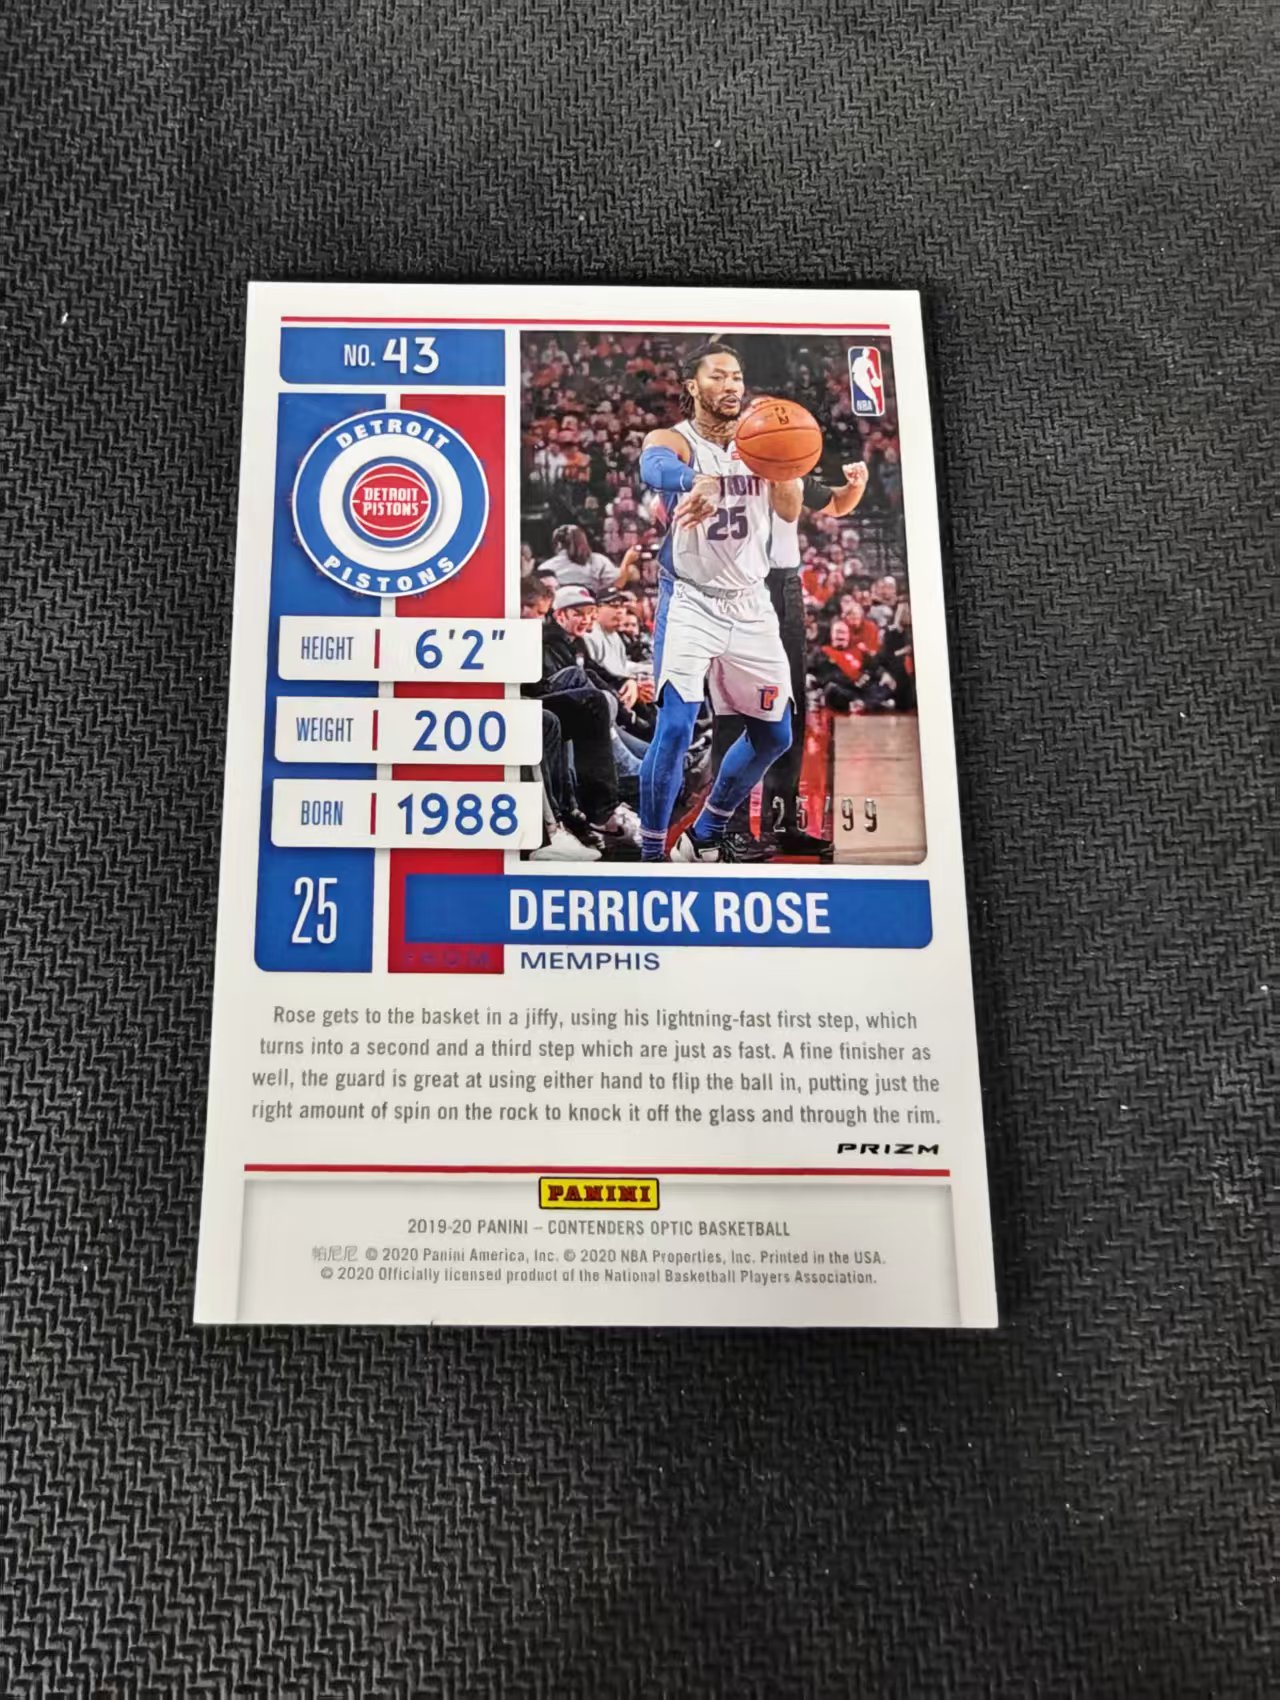 NO. 43
DETROIT
DETROIT
PISTONS
PISTONS
NBA
DETROIT
25
HEIGHT 6'2"
WEIGHT 200
BORN 1988
25/99
25
DERRICK ROSE
FROM MEMPHIS
Rose gets to the basket in a jiffy, using his lightning-fast first step, which
turns into a second and a third step which are just as fast. A fine finisher as
well, the guard is great at using either hand to flip the ball in, putting just the
right amount of spin on the rock to knock it off the glass and through the rim.
PRIZM
PANINI
2019-20 PANINI – CONTENDERS OPTIC BASKETBALL
帕尼尼 © 2020 Panini America, Inc. © 2020 NBA Properties, Inc. Printed in the USA.
© 2020 Officially licensed product of the National Basketball Players Association.